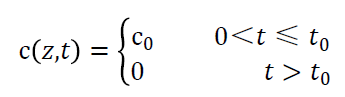 c(z,t) = { c₀  0<t ⩽ t₀
0  t > t₀